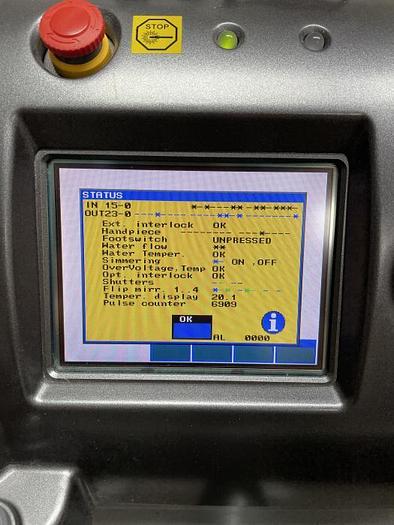 STOP
STATUS
IN 15-0
OUT23-0
Ext. interlock OK
Handpiece
Footswitch UNPRESSED
Water flow **
Water Temper. OK
Simmering *- ON ,OFF
OverVoltage,Temp OK
Opt. interlock OK
Shutters
Flip mirr. 1..4
Temper. display 20.1
Pulse counter 6909
OK
i
AL 0000